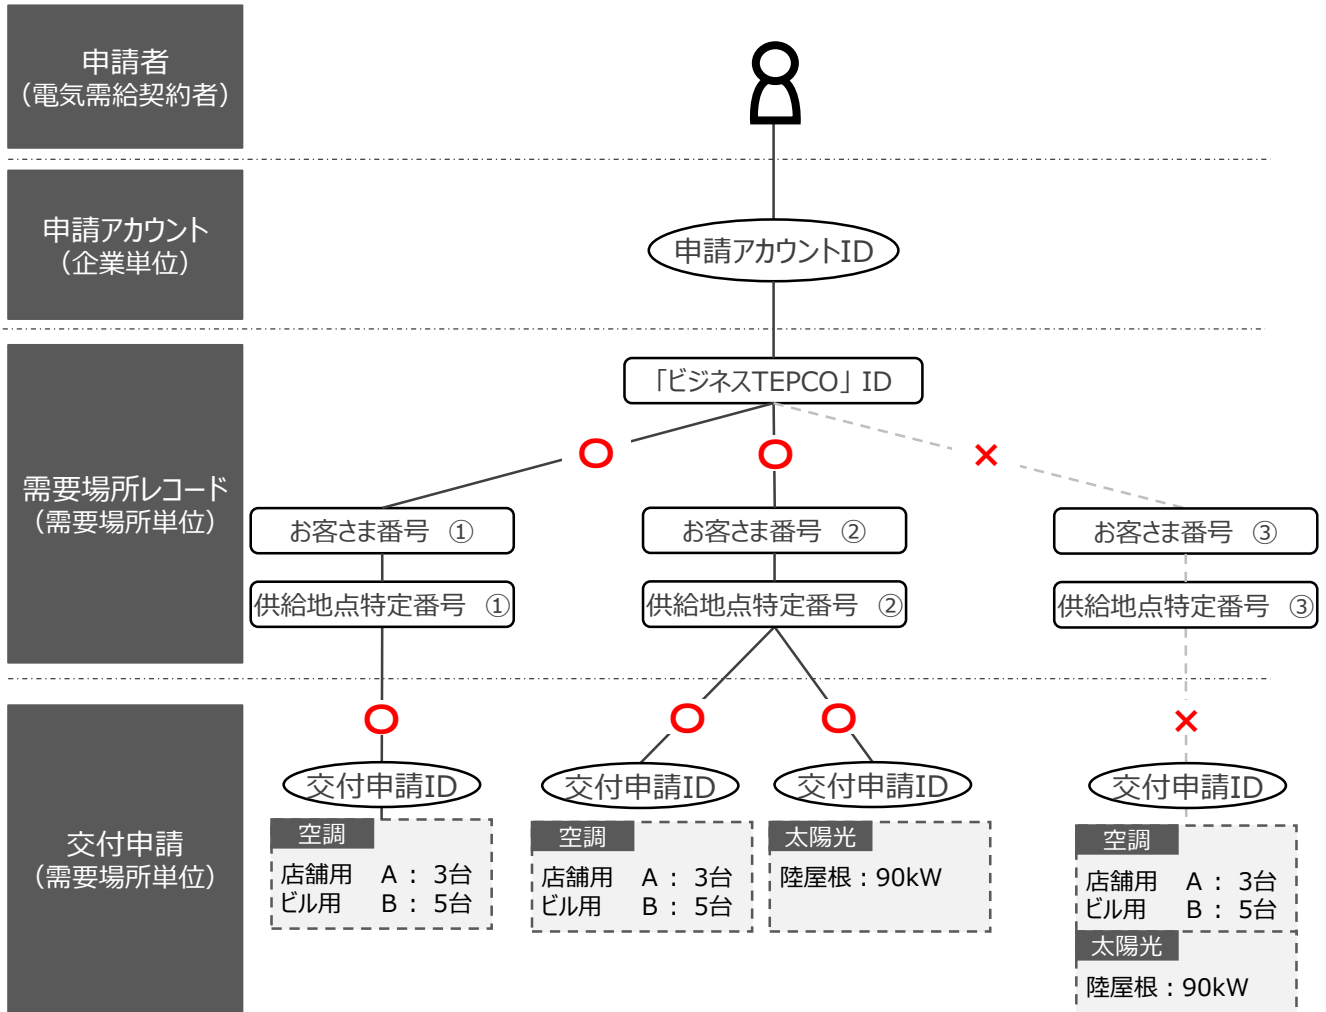 申請者
（電気需給契約者）
申請アカウント
（企業単位）
申請アカウントID
需要場所レコード
（需要場所単位）
「ビジネスTEPCO」ID
お客さま番号 ①
お客さま番号 ②
お客さま番号 ③
供給地点特定番号 ①
供給地点特定番号 ②
供給地点特定番号 ③
交付申請
（需要場所単位）
交付申請ID
空調
店舗用 A： 3台
ビル用 B： 5台
交付申請ID
空調
店舗用 A： 3台
ビル用 B： 5台
交付申請ID
太陽光
陸屋根：90kW
交付申請ID
空調
店舗用 A： 3台
ビル用 B： 5台
太陽光
陸屋根：90kW